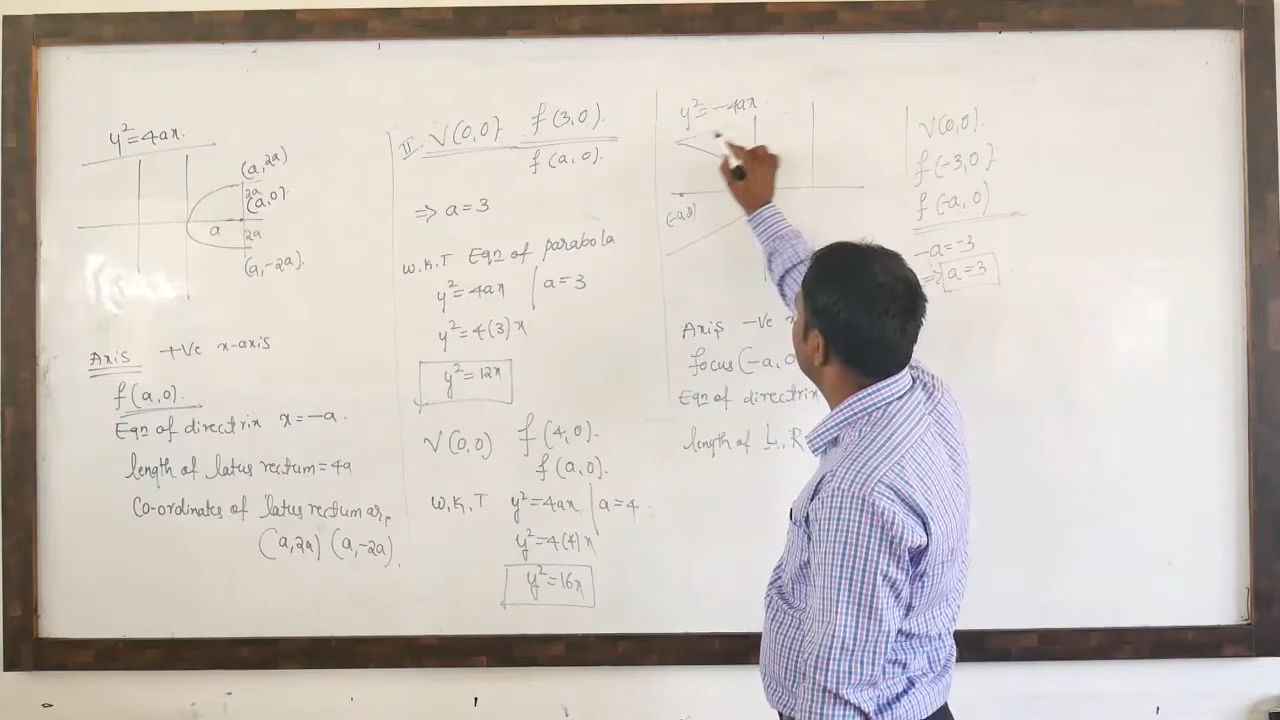 y²=4ax.
(a,2a)
2a
(a,0).
a
2a
(a,-2a).
Axis +Ve x-axis
f(a,0).
Eqn of directrix x=-a.
length of latus rectum=4a
Co-ordinates of latus rectum are
(a,2a) (a,-2a).
II. V(0,0) f(3,0).
f(a,0).
=> a=3
W.K.T Eqn of parabola
y²=4ax | a=3
y²=4(3)x
y²=12x
V(0,0) f(4,0).
f(a,0).
W.K.T y²=4ax | a=4
y²=4(4)x
y²=16x
y²=-4ax.
(-a,0)
Axis -Ve x
focus(-a,0
Eqn of directrix
length of L.R
V(0,0).
f(-3,0)
f(-a,0)
-a=-3
=> a=3